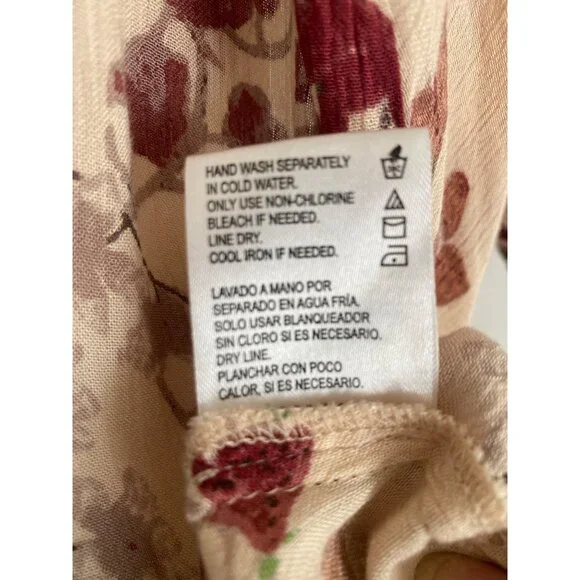 HAND WASH SEPARATELY
IN COLD WATER.
ONLY USE NON-CHLORINE
BLEACH IF NEEDED.
LINE DRY.
COOL IRON IF NEEDED.
LAVADO A MANO POR
SEPARADO EN AGUA FRÍA.
SOLO USAR BLANQUEADOR
SIN CLORO SI ES NECESARIO.
DRY LINE.
PLANCHAR CON POCO
CALOR, SI ES NECESARIO.